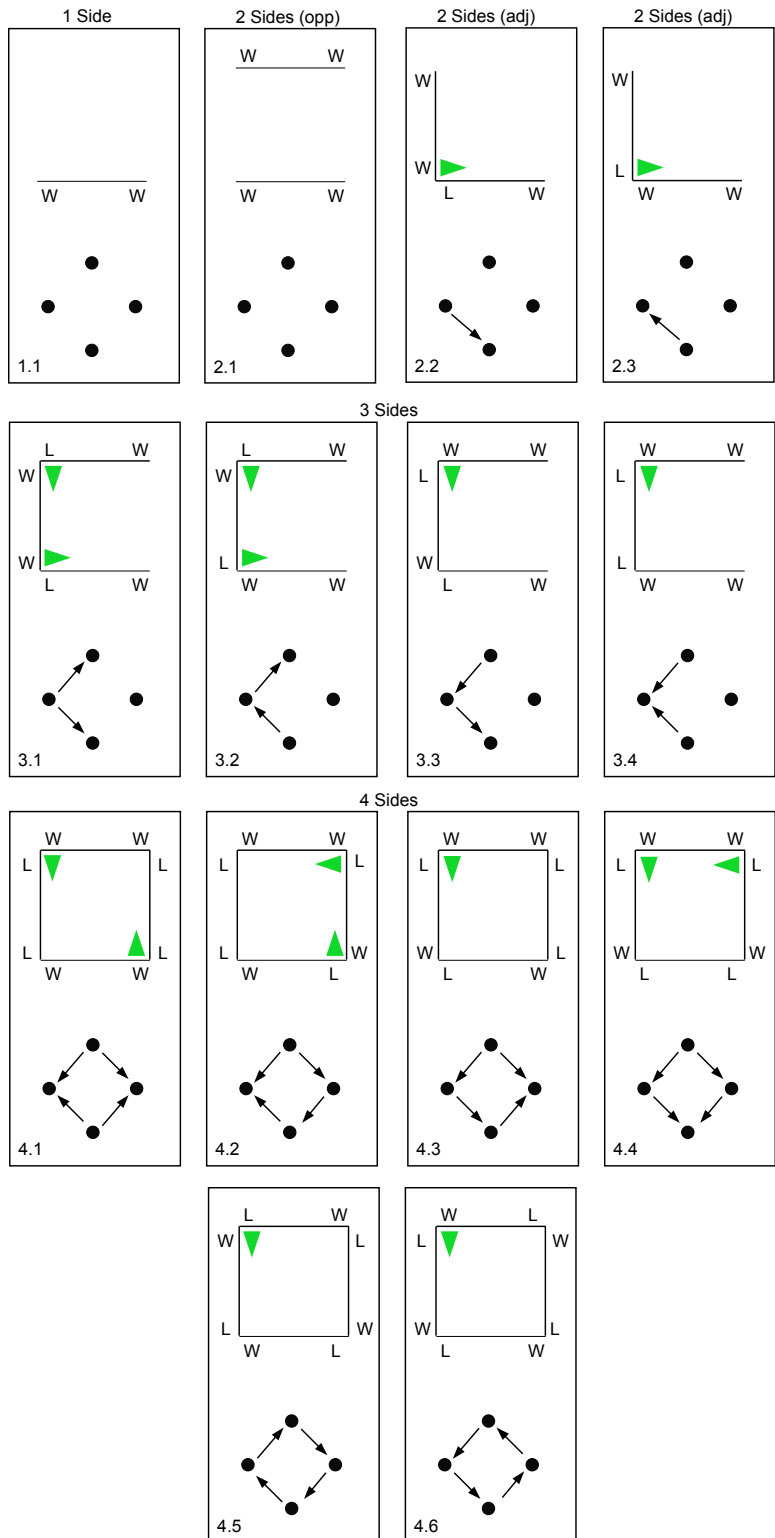 1 Side 2 Sides (opp) 2 Sides (adj) 2 Sides (adj)
W W
W W
W W
W W
L W
W L
W W
1.1 2.1 2.2 2.3
3 Sides
L W L W W W W W
W W L L
W L W L
L W W W L W W W
3.1 3.2 3.3 3.4
4 Sides
W W W W W W W W
L L L L L L L
L L L W W L W W
W W W L L W L L
4.1 4.2 4.3 4.4
L W W L
W L L W
L W W L
W L L W
4.5 4.6